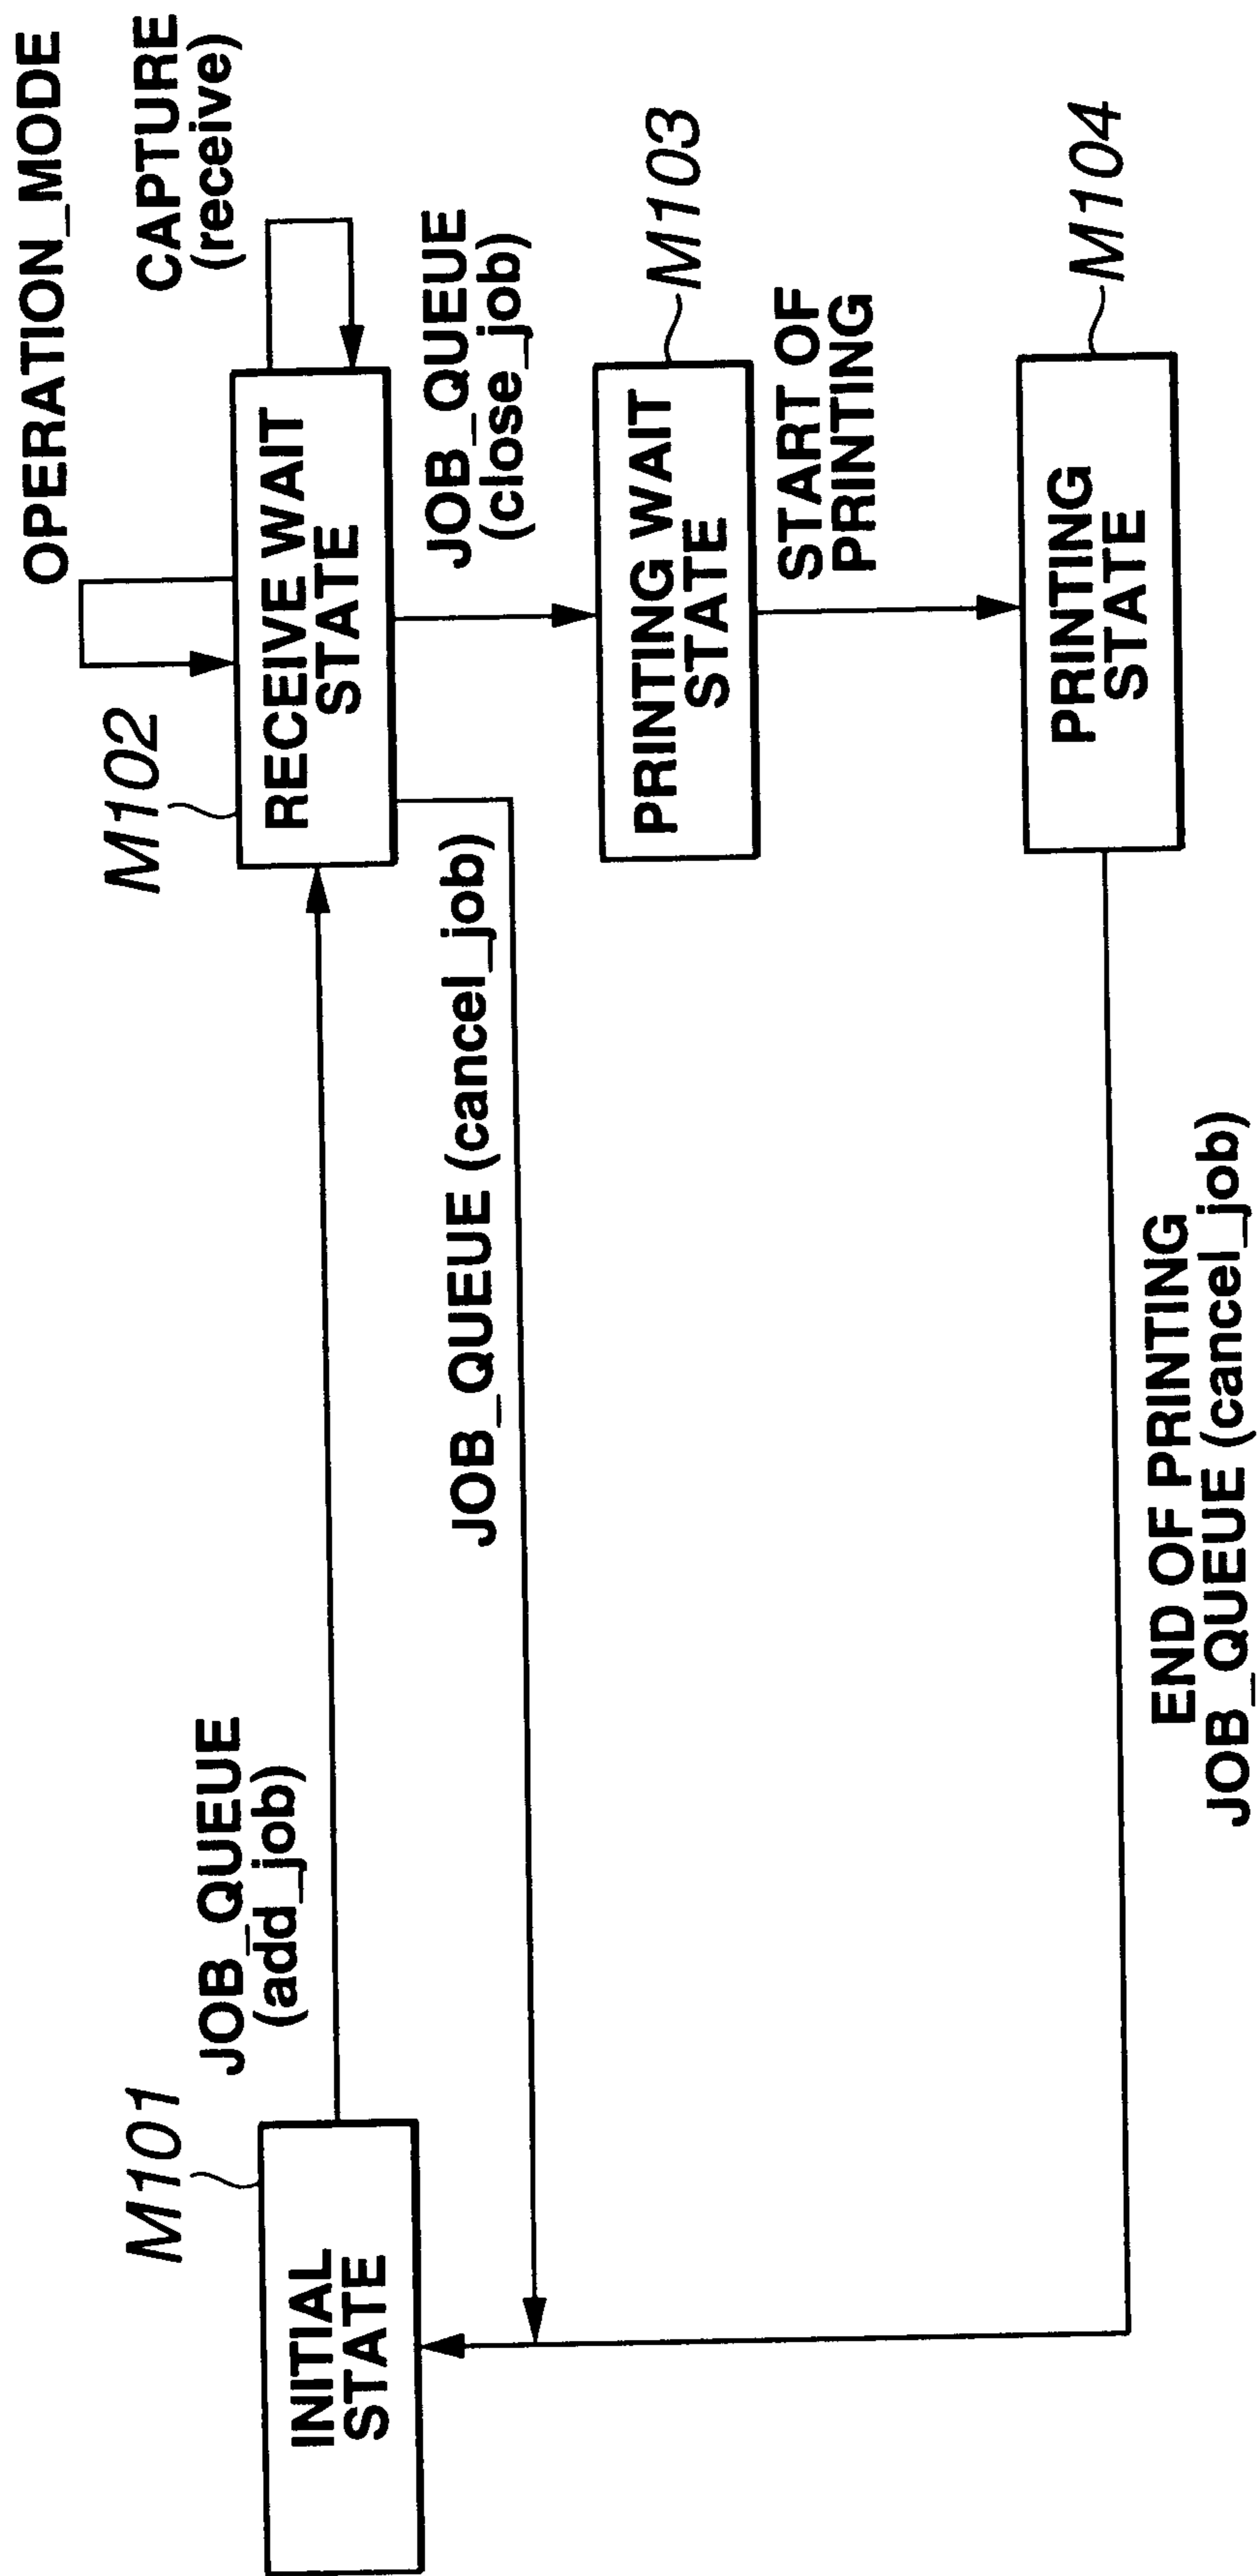 OPERATION_MODE
M102
CAPTURE
(receive)
M101
JOB_QUEUE
(add_job)
INITIAL
STATE
RECEIVE WAIT
STATE
JOB_QUEUE (cancel_job)
JOB_QUEUE
(close_job)
PRINTING WAIT
STATE
M103
START OF
PRINTING
PRINTING
STATE
M104
END OF PRINTING
JOB_QUEUE (cancel_job)